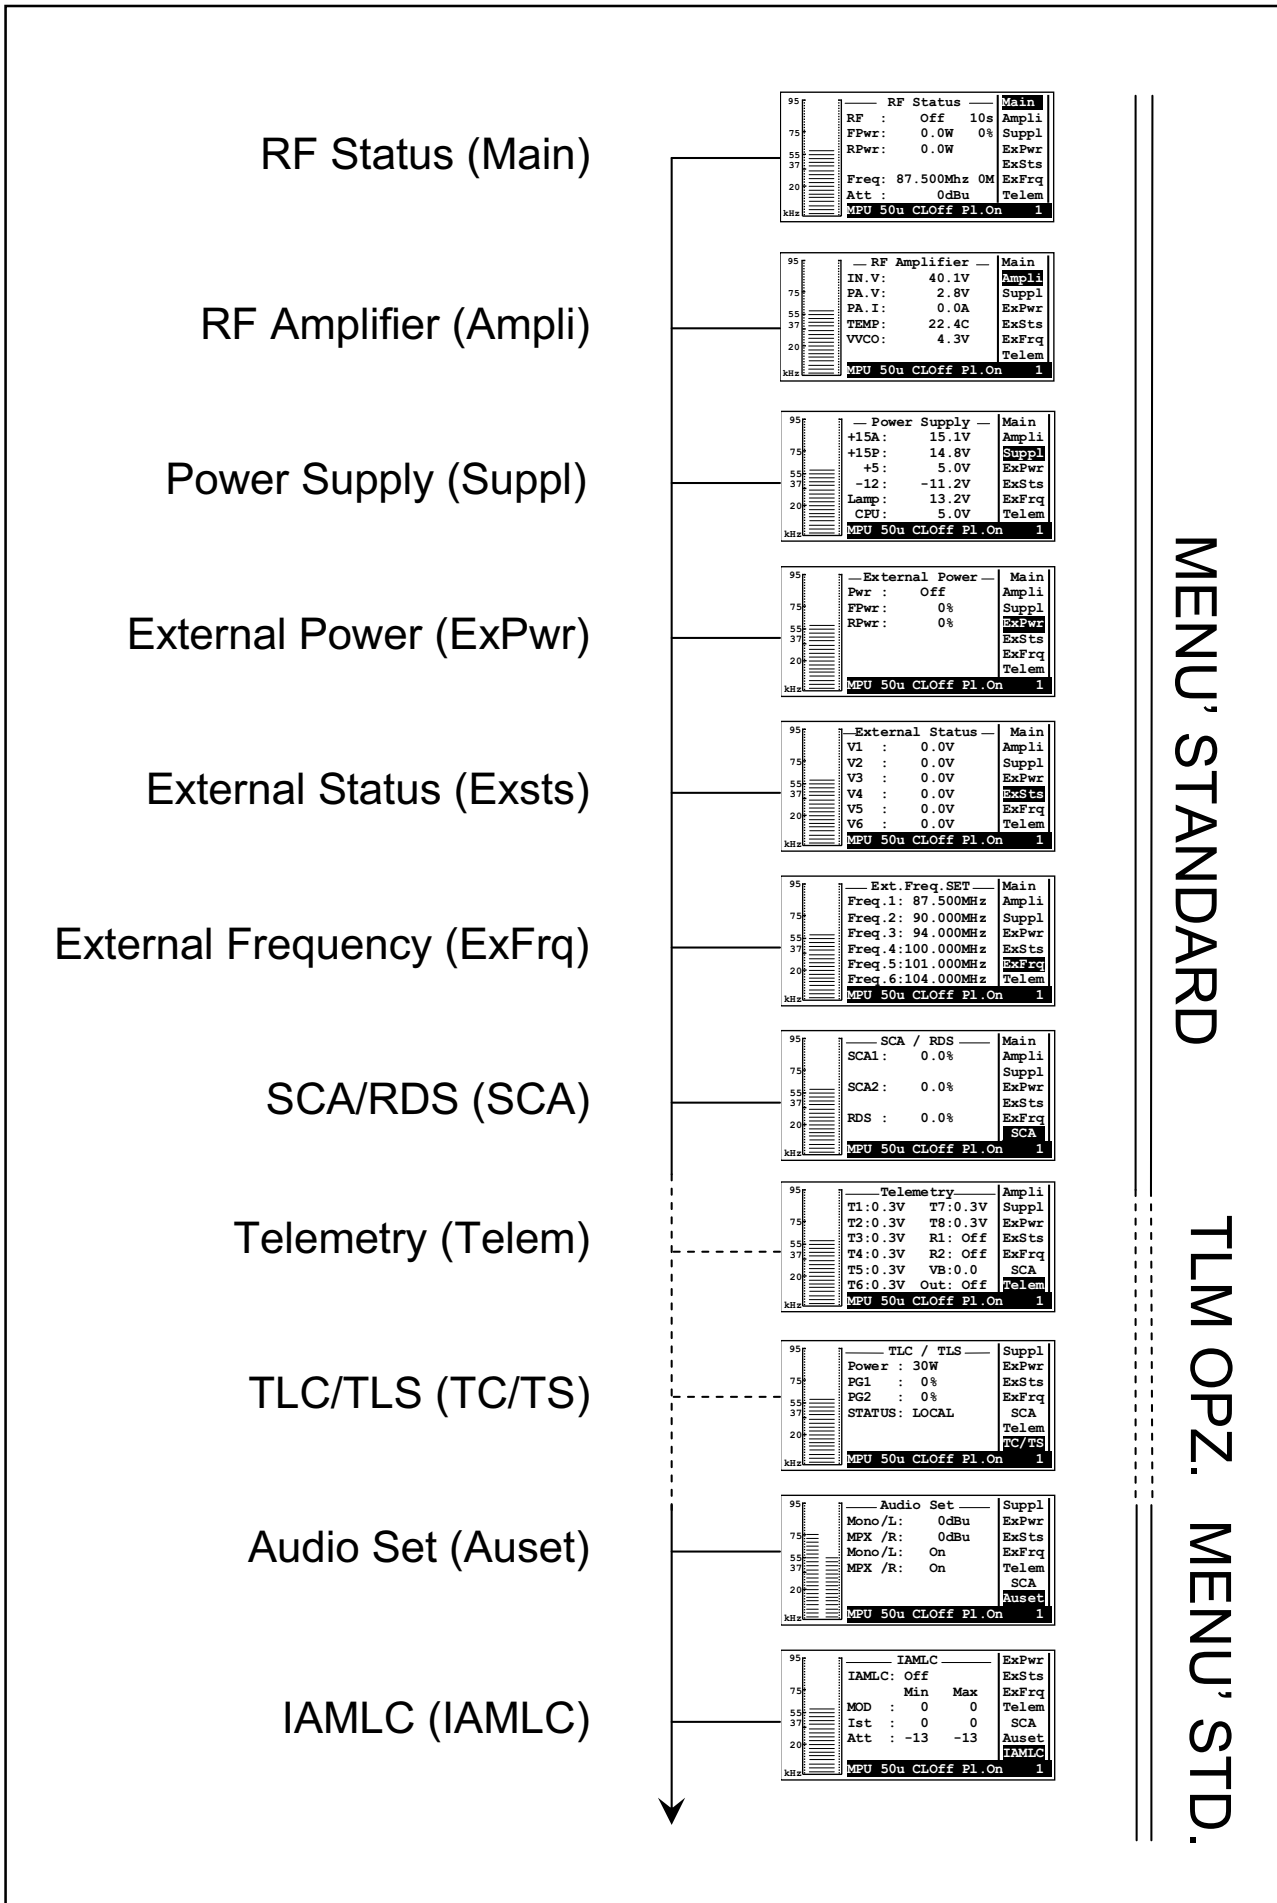 RF Status (Main)
95
75
55
37
20
kHz
RF Status
Main
RF : Off 10s
Ampli
FPwr: 0.0W 0%
Suppl
RPwr: 0.0W
ExPwr
ExSts
Freq: 87.500Mhz 0M
ExFrq
Att : 0dBu
Telem
MPU 50u CLOff Pl.On 1
RF Amplifier (Ampli)
95
75
55
37
20
kHz
RF Amplifier
Main
IN.V: 40.1V
Ampli
PA.V: 2.8V
Suppl
PA.I: 0.0A
ExPwr
TEMP: 22.4C
ExSts
VVCO: 4.3V
ExFrq
Telem
MPU 50u CLOff Pl.On 1
Power Supply (Suppl)
95
75
55
37
20
kHz
Power Supply
Main
+15A: 15.1V
Ampli
+15P: 14.8V
Suppl
+5: 5.0V
ExPwr
-12: -11.2V
ExSts
Lamp: 13.2V
ExFrq
CPU: 5.0V
Telem
MPU 50u CLOff Pl.On 1
External Power (ExPwr)
95
75
55
37
20
kHz
External Power
Main
Pwr : Off
Ampli
FPwr: 0%
Suppl
RPwr: 0%
ExPwr
ExSts
ExFrq
Telem
MPU 50u CLOff Pl.On 1
External Status (Exsts)
95
75
55
37
20
kHz
External Status
Main
V1 : 0.0V
Ampli
V2 : 0.0V
Suppl
V3 : 0.0V
ExPwr
V4 : 0.0V
ExSts
V5 : 0.0V
ExFrq
V6 : 0.0V
Telem
MPU 50u CLOff Pl.On 1
External Frequency (ExFrq)
95
75
55
37
20
kHz
Ext.Freq.SET
Main
Freq.1: 87.500MHz
Ampli
Freq.2: 90.000MHz
Suppl
Freq.3: 94.000MHz
ExPwr
Freq.4:100.000MHz
ExSts
Freq.5:101.000MHz
ExFrq
Freq.6:104.000MHz
Telem
MPU 50u CLOff Pl.On 1
SCA/RDS (SCA)
95
75
55
37
20
kHz
SCA / RDS
Main
SCA1: 0.0%
Ampli
Suppl
SCA2: 0.0%
ExPwr
ExSts
RDS : 0.0%
ExFrq
SCA
MPU 50u CLOff Pl.On 1
Telemetry (Telem)
95
75
55
37
20
kHz
Telemetry
Ampli
T1:0.3V T7:0.3V
Suppl
T2:0.3V T8:0.3V
ExPwr
T3:0.3V R1: Off
ExSts
T4:0.3V R2: Off
ExFrq
T5:0.3V VB:0.0
SCA
T6:0.3V Out: Off
Telem
MPU 50u CLOff Pl.On 1
TLC/TLS (TC/TS)
95
75
55
37
20
kHz
TLC / TLS
Suppl
Power : 30W
ExPwr
PG1 : 0%
ExSts
PG2 : 0%
ExFrq
STATUS: LOCAL
SCA
Telem
TC/TS
MPU 50u CLOff Pl.On 1
Audio Set (Auset)
95
75
55
37
20
kHz
Audio Set
Suppl
Mono/L: 0dBu
ExPwr
MPX /R: 0dBu
ExSts
Mono/L: On
ExFrq
MPX /R: On
Telem
SCA
Auset
MPU 50u CLOff Pl.On 1
IAMLC (IAMLC)
95
75
55
37
20
kHz
IAMLC
ExPwr
IAMLC: Off
ExSts
Min Max
ExFrq
MOD : 0 0
Telem
Ist : 0 0
SCA
Att : -13 -13
Auset
IAMLC
MPU 50u CLOff Pl.On 1
MENU' STANDARD
TLM OPZ.
MENU' STD.